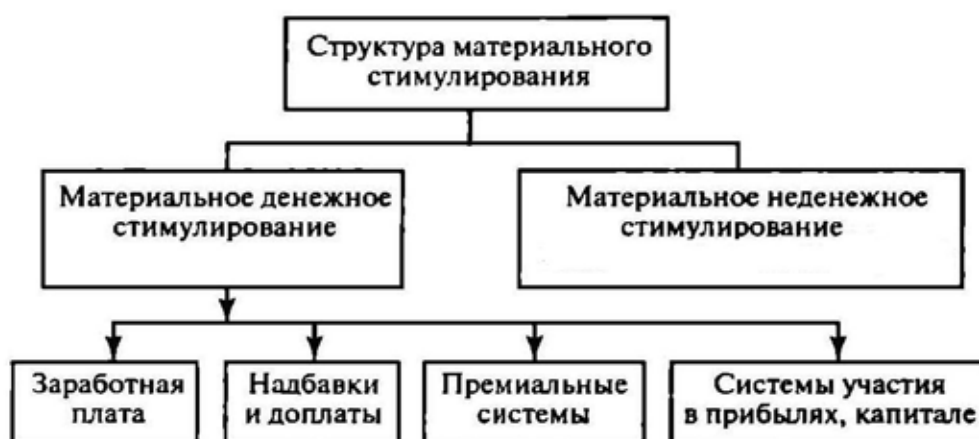 Структура материального
стимулирования
Материальное денежное
стимулирование
Материальное неденежное
стимулирование
Заработная
плата
Надбавки
и доплаты
Премиальные
системы
Системы участия
в прибылях, капитале